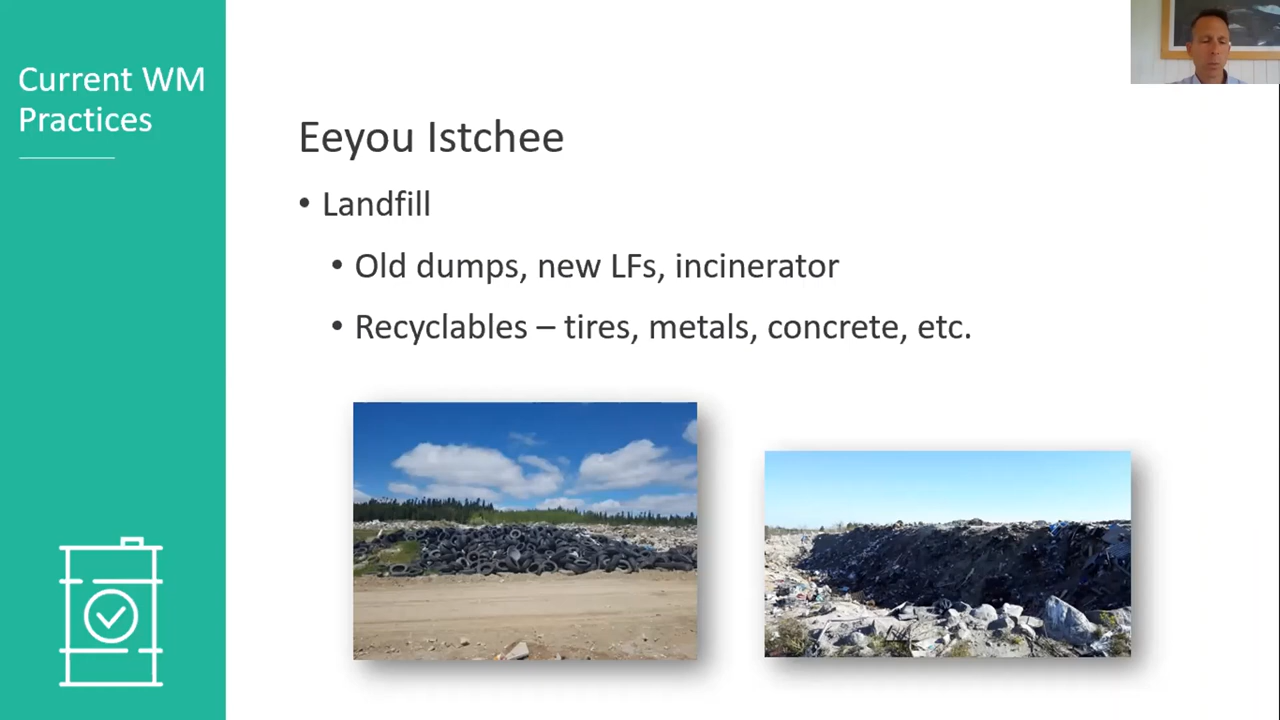 Current WM
Practices
Eeyou Istchee
• Landfill
• Old dumps, new LFs, incinerator
• Recyclables – tires, metals, concrete, etc.